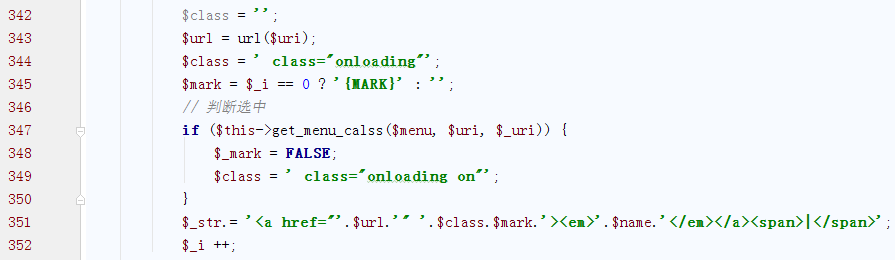 342 $class = '';
343 $url = url($uri);
344 $class = ' class="onloading"';
345 $mark = $_i == 0 ? '{MARK}' : '';
346 // 判断选中
347 if ($this->get_menu_calss($menu, $uri, $_uri)) {
348 $_mark = FALSE;
349 $class = ' class="onloading on"';
350 }
351 $_str.= '<a href="'.$url.'" '.$class.$mark.'><em>'.$name.'</em></a><span>|</span>';
352 $_i ++;